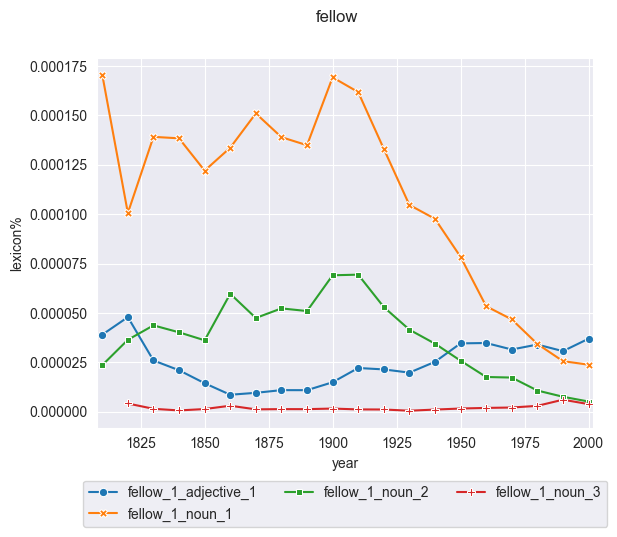 fellow
0.000175
0.000150
0.000125
0.000100
0.000075
0.000050
0.000025
0.000000
lexicon%
1825 1850 1875 1900 1925 1950 1975 2000
year
fellow_1_adjective_1 fellow_1_noun_2 fellow_1_noun_3
fellow_1_noun_1